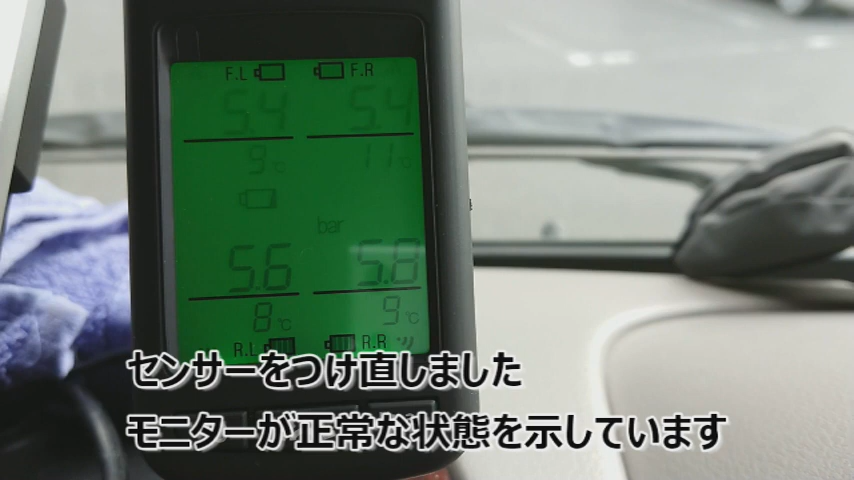 F.L F.R
5.4 5.4
9℃ 11℃
bar
5.6 5.8
8℃ 9℃
R.L R.R
センサーをつけ直しました
モニターが正常な状態を示しています